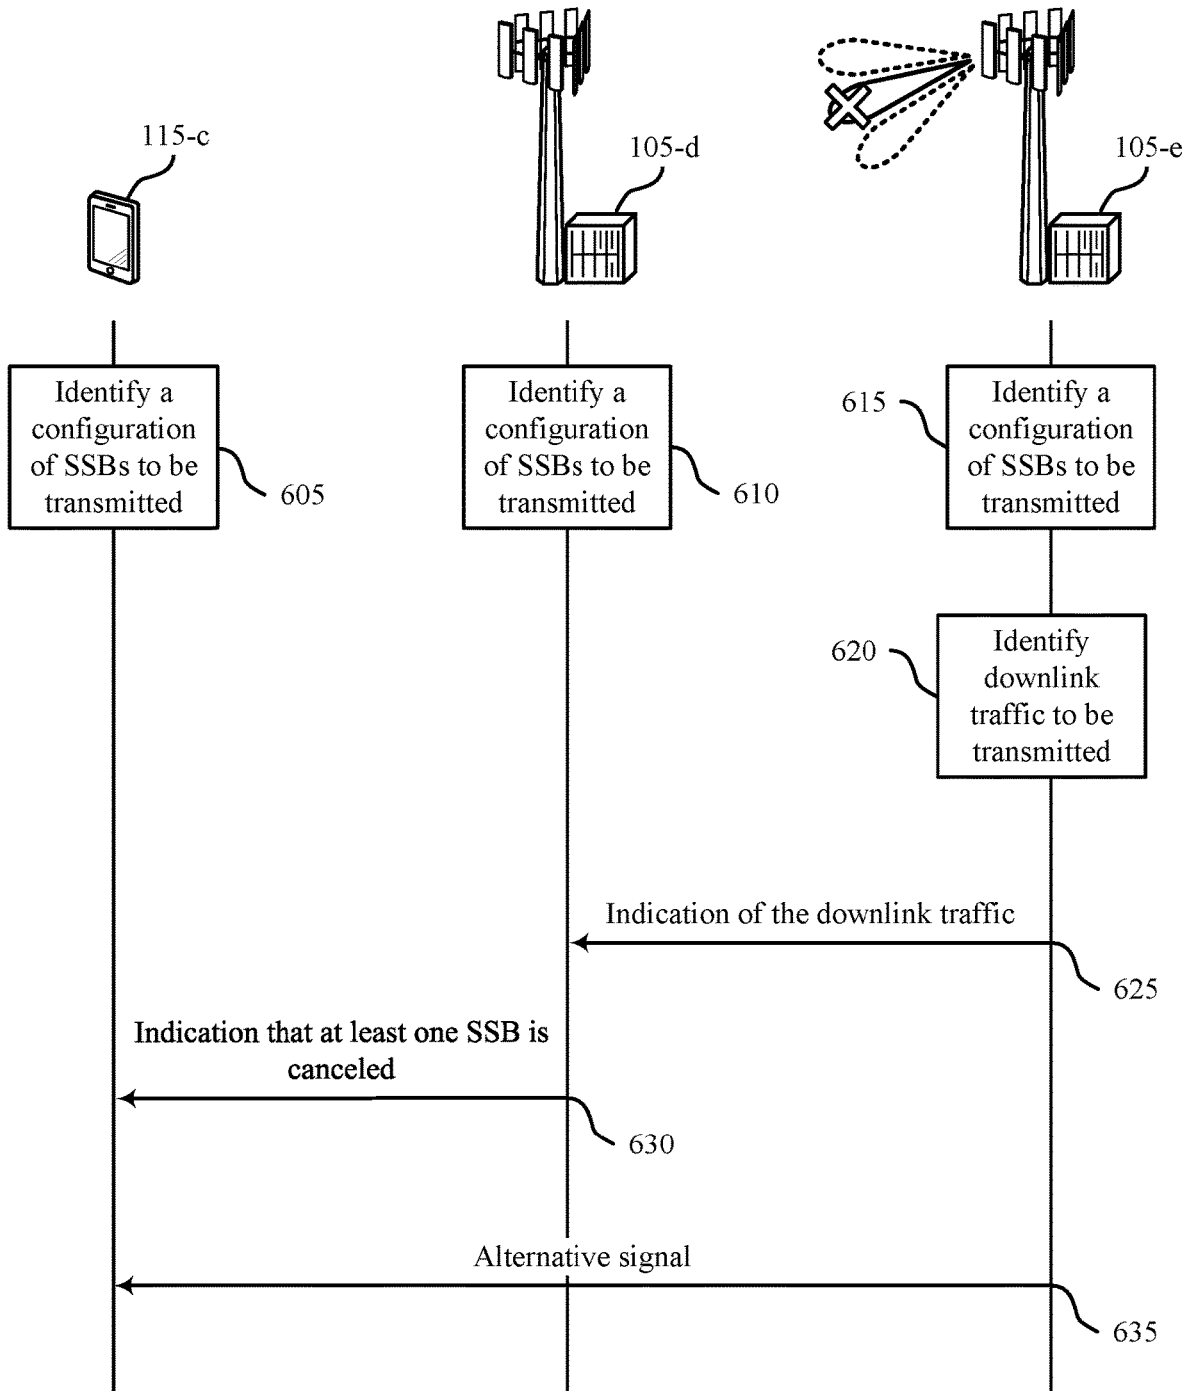 115-c
105-d
105-e
Identify a
configuration
of SSBs to be
transmitted
605
Identify a
configuration
of SSBs to be
transmitted
610
615
Identify a
configuration
of SSBs to be
transmitted
620
Identify
downlink
traffic to be
transmitted
Indication of the downlink traffic
625
Indication that at least one SSB is
canceled
630
Alternative signal
635